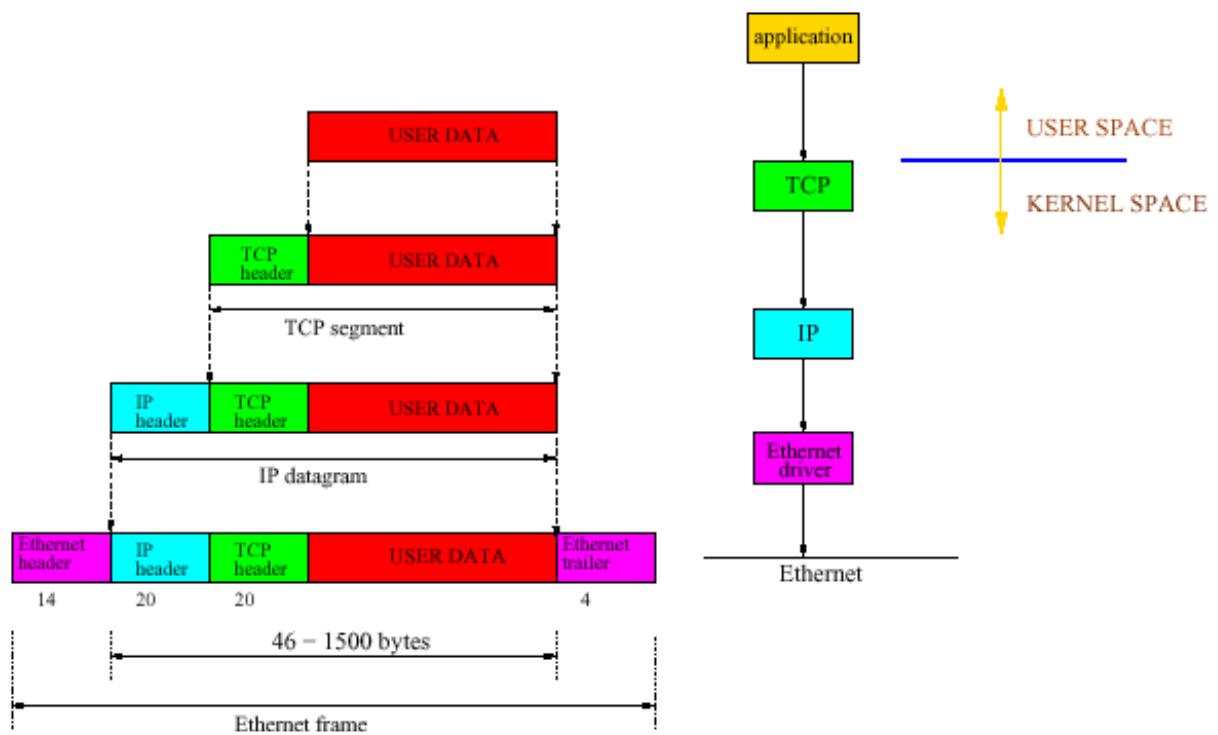 application
USER SPACE
USER DATA
TCP
KERNEL SPACE
TCP
header
USER DATA
TCP segment
IP
IP
header
TCP
header
USER DATA
IP datagram
Ethernet
driver
Ethernet
header
IP
header
TCP
header
USER DATA
Ethernet
trailer
Ethernet
14
20
20
4
46 − 1500 bytes
Ethernet frame